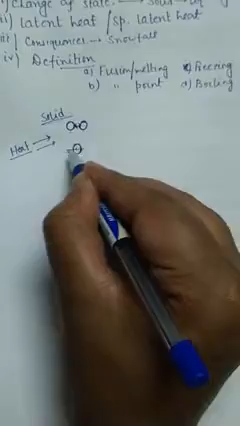 i) Change of state
ii) Latent heat / sp. latent heat
iii) Consequences → Snowfall
iv) Definition
a) Fusion/melting c) Freezing
b) " point d) Boiling
Solid
Heat